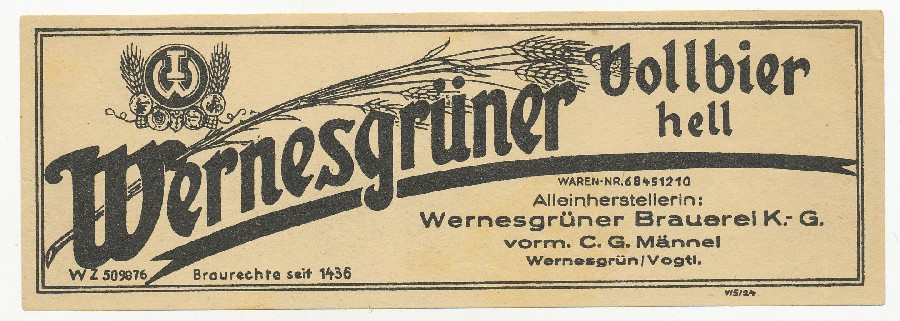 Wernesgrüner
Vollbier
hell
WAREN-NR. 68451210
Alleinherstellerin:
Wernesgrüner Brauerei K.-G.
vorm. C. G. Männel
Wernesgrün/Vogtl.
WZ 509876
Braurechte seit 1436